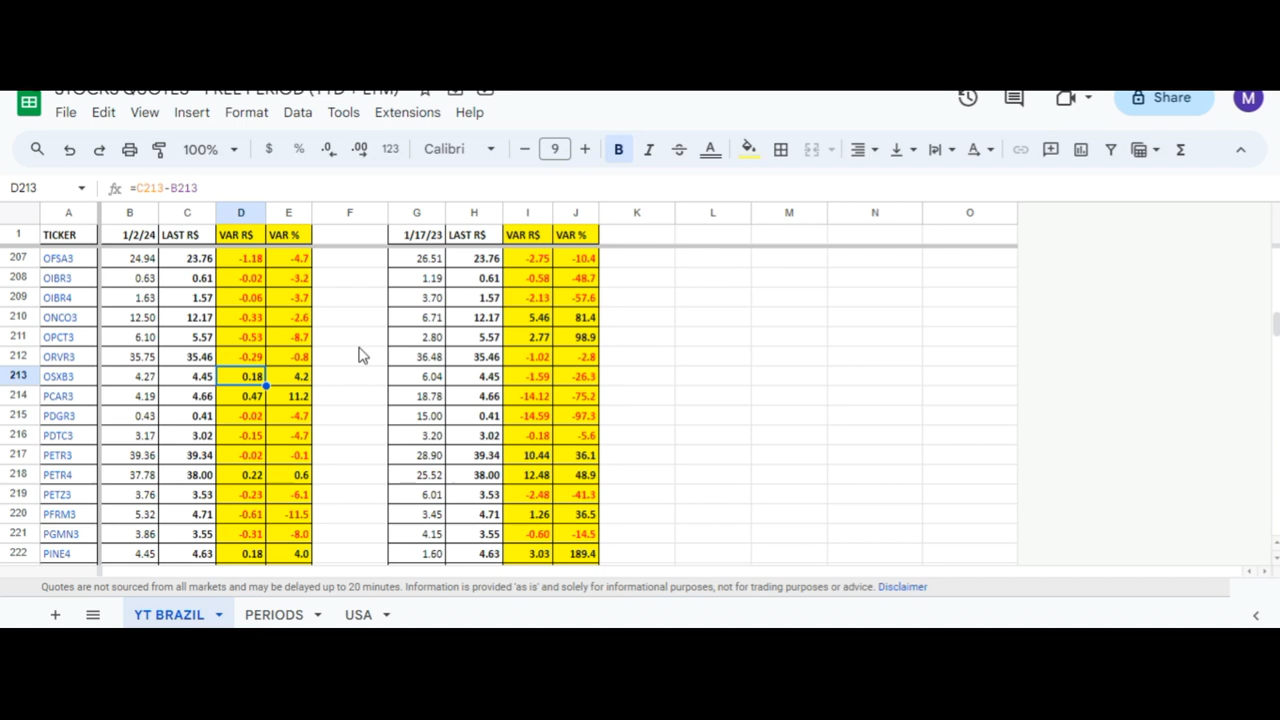 STOCKS QUOTES - FREE PERIOD (YTD + LTM)
File Edit View Insert Format Data Tools Extensions Help
Share M
100% $ % .0 .00 123 Calibri − 9 + B I S A
D213 fx =C213-B213
A B C D E F G H I J K L M N O
1 TICKER 1/2/24 LAST R$ VAR R$ VAR % 1/17/23 LAST R$ VAR R$ VAR %
207 OFSA3 24.94 23.76 -1.18 -4.7 26.51 23.76 -2.75 -10.4
208 OIBR3 0.63 0.61 -0.02 -3.2 1.19 0.61 -0.58 -48.7
209 OIBR4 1.63 1.57 -0.06 -3.7 3.70 1.57 -2.13 -57.6
210 ONCO3 12.50 12.17 -0.33 -2.6 6.71 12.17 5.46 81.4
211 OPCT3 6.10 5.57 -0.53 -8.7 2.80 5.57 2.77 98.9
212 ORVR3 35.75 35.46 -0.29 -0.8 36.48 35.46 -1.02 -2.8
213 OSXB3 4.27 4.45 0.18 4.2 6.04 4.45 -1.59 -26.3
214 PCAR3 4.19 4.66 0.47 11.2 18.78 4.66 -14.12 -75.2
215 PDGR3 0.43 0.41 -0.02 -4.7 15.00 0.41 -14.59 -97.3
216 PDTC3 3.17 3.02 -0.15 -4.7 3.20 3.02 -0.18 -5.6
217 PETR3 39.36 39.34 -0.02 -0.1 28.90 39.34 10.44 36.1
218 PETR4 37.78 38.00 0.22 0.6 25.52 38.00 12.48 48.9
219 PETZ3 3.76 3.53 -0.23 -6.1 6.01 3.53 -2.48 -41.3
220 PFRM3 5.32 4.71 -0.61 -11.5 3.45 4.71 1.26 36.5
221 PGMN3 3.86 3.55 -0.31 -8.0 4.15 3.55 -0.60 -14.5
222 PINE4 4.45 4.63 0.18 4.0 1.60 4.63 3.03 189.4
Quotes are not sourced from all markets and may be delayed up to 20 minutes. Information is provided 'as is' and solely for informational purposes, not for trading purposes or advice. Disclaimer
YT BRAZIL PERIODS USA